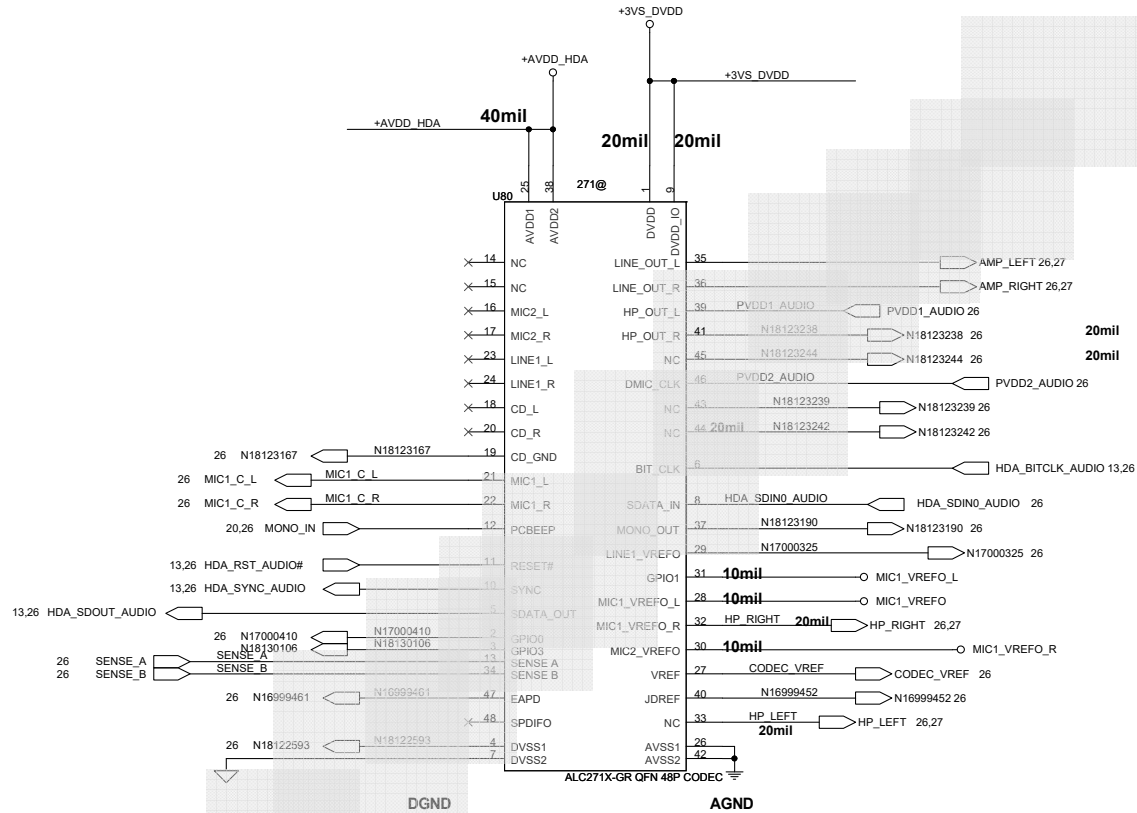 +3VS_DVDD
+AVDD_HDA
+3VS_DVDD
+AVDD_HDA
40mil
20mil
20mil
25
38
271@
1
9
U80
AVDD1
AVDD2
DVDD
DVDD_IO
14 NC
LINE_OUT_L 35 AMP_LEFT 26,27
15 NC
LINE_OUT_R 36 AMP_RIGHT 26,27
16 MIC2_L
HP_OUT_L 39 PVDD1_AUDIO PVDD1_AUDIO 26
17 MIC2_R
HP_OUT_R 41 N18123238 N18123238 26 20mil
23 LINE1_L
NC 45 N18123244 N18123244 26 20mil
24 LINE1_R
DMIC_CLK 46 PVDD2_AUDIO PVDD2_AUDIO 26
18 CD_L
NC 43 N18123239 N18123239 26
20 CD_R
NC 44 20mil N18123242 N18123242 26
26 N18123167 N18123167 19 CD_GND
BIT_CLK 6 HDA_BITCLK_AUDIO 13,26
26 MIC1_C_L MIC1_C_L 21 MIC1_L
26 MIC1_C_R MIC1_C_R 22 MIC1_R
SDATA_IN 8 HDA_SDIN0_AUDIO HDA_SDIN0_AUDIO 26
20,26 MONO_IN 12 PCBEEP
MONO_OUT 37 N18123190 N18123190 26
LINE1_VREFO 29 N17000325 N17000325 26
13,26 HDA_RST_AUDIO# 11 RESET#
GPIO1 31 10mil MIC1_VREFO_L
13,26 HDA_SYNC_AUDIO 10 SYNC
MIC1_VREFO_L 28 10mil MIC1_VREFO
13,26 HDA_SDOUT_AUDIO 5 SDATA_OUT
MIC1_VREFO_R 32 HP_RIGHT 20mil HP_RIGHT 26,27
26 N17000410 N17000410 2 GPIO0
26 N18130106 N18130106 3 GPIO3
MIC2_VREFO 30 10mil MIC1_VREFO_R
26 SENSE_A SENSE_A 13 SENSE A
26 SENSE_B SENSE_B 34 SENSE B
VREF 27 CODEC_VREF CODEC_VREF 26
26 N16999461 N16999461 47 EAPD
JDREF 40 N16999452 N16999452 26
48 SPDIFO
NC 33 HP_LEFT 20mil HP_LEFT 26,27
26 N18122593 N18122593 4 DVSS1
AVSS1 26
7 DVSS2
AVSS2 42
ALC271X-GR QFN 48P CODEC
DGND
AGND